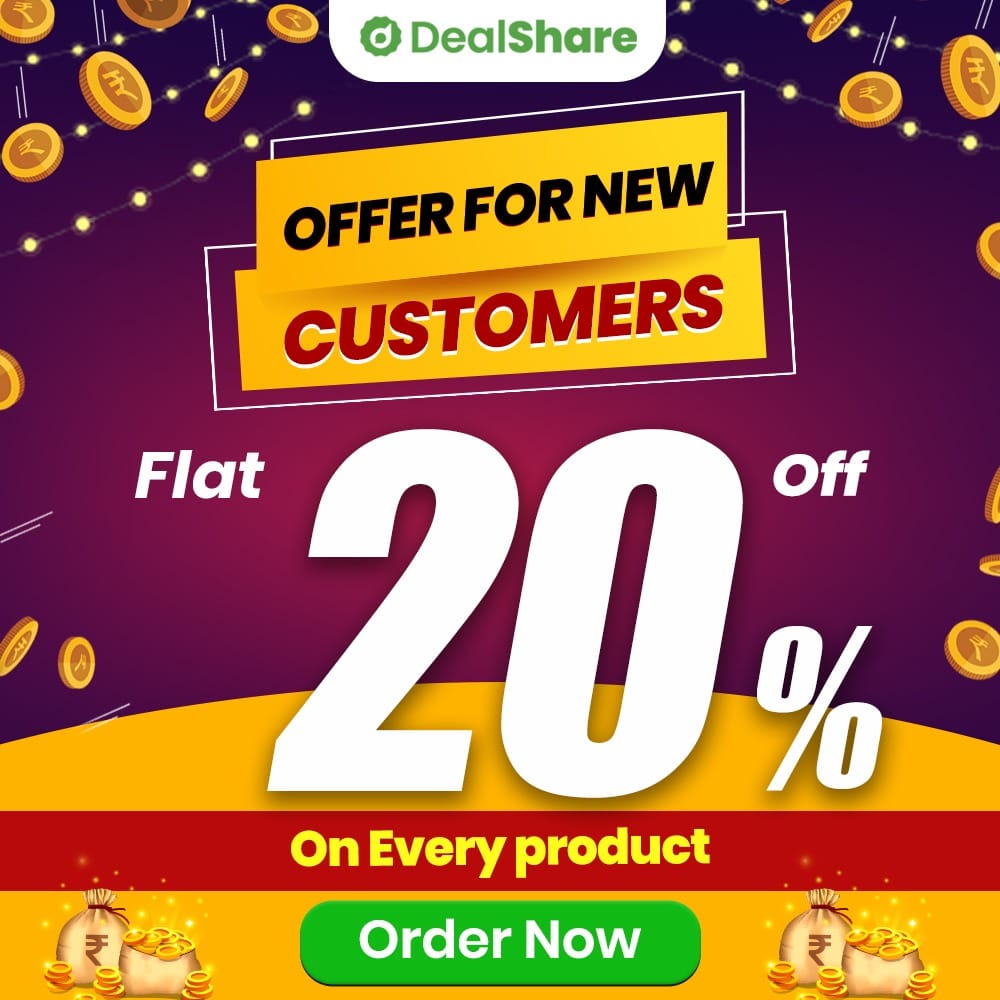 DealShare
OFFER FOR NEW
CUSTOMERS
Flat 20% Off
On Every product
₹
₹
Order Now